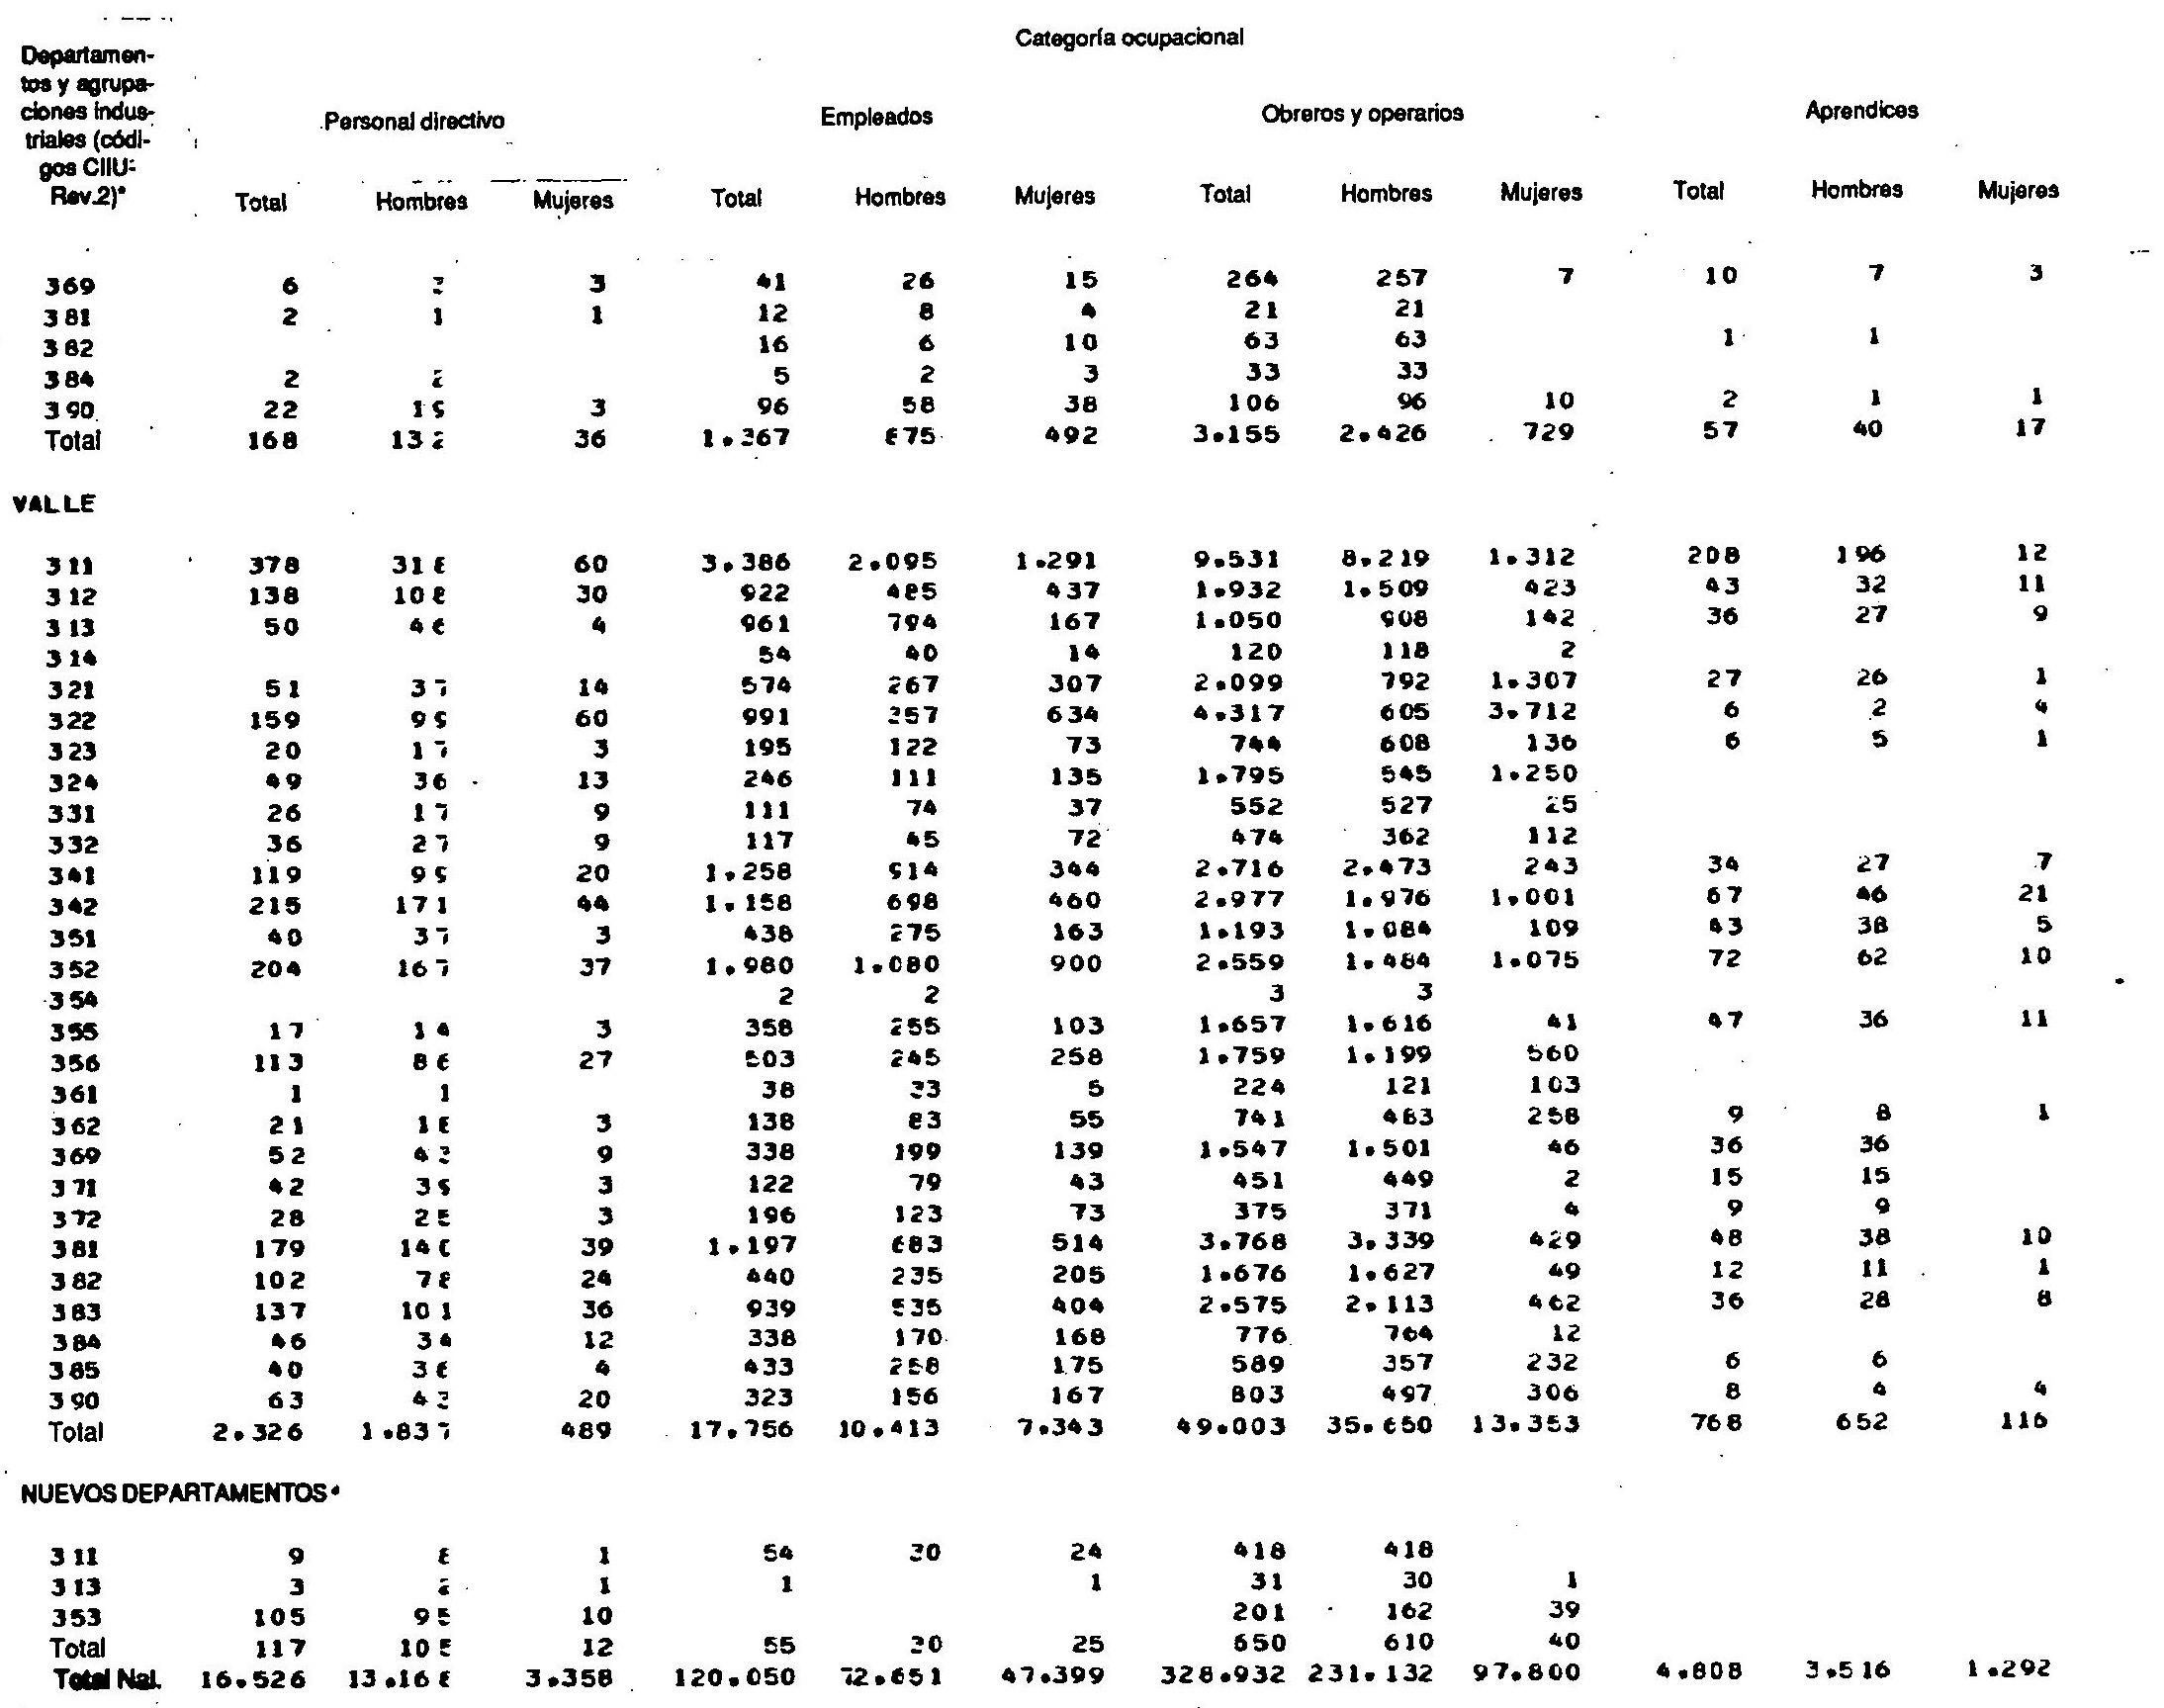 Categoría ocupacional
Departamen-
tos y agrupa-
ciones indus-
triales (códi-
gos CIIU-
Rev.2)*
Personal directivo Empleados Obreros y operarios Aprendices
Total Hombres Mujeres Total Hombres Mujeres Total Hombres Mujeres Total Hombres Mujeres
369 6 3 3 41 26 15 264 257 7 10 7 3
381 2 1 1 12 8 4 21 21
382 16 6 10 63 63 1 1
384 2 2 5 2 3 33 33
390 22 19 3 96 58 38 106 96 10 2 1 1
Total 168 132 36 1.367 875 492 3.155 2.426 729 57 40 17
VALLE
311 378 318 60 3.386 2.095 1.291 9.531 8.219 1.312 208 196 12
312 138 108 30 922 485 437 1.932 1.509 423 43 32 11
313 50 46 4 961 794 167 1.050 908 142 36 27 9
314 54 40 14 120 118 2
321 51 37 14 574 267 307 2.099 792 1.307 27 26 1
322 159 99 60 991 357 634 4.317 605 3.712 6 2 4
323 20 17 3 195 122 73 744 608 136 6 5 1
324 49 36 13 246 111 135 1.795 545 1.250
331 26 17 9 111 74 37 552 527 25
332 36 27 9 117 45 72 474 362 112
341 119 99 20 1.258 914 344 2.716 2.473 243 34 27 7
342 215 171 44 1.158 698 460 2.977 1.976 1.001 67 46 21
351 40 37 3 438 275 163 1.193 1.084 109 43 38 5
352 204 167 37 1.980 1.080 900 2.559 1.484 1.075 72 62 10
354 2 2 3 3
355 17 14 3 358 255 103 1.657 1.616 41 47 36 11
356 113 86 27 503 245 258 1.759 1.199 560
361 1 1 38 33 5 224 121 103
362 21 18 3 138 83 55 741 483 258 9 8 1
369 52 43 9 338 199 139 1.547 1.501 46 36 36
371 42 39 3 122 79 43 451 449 2 15 15
372 28 25 3 196 123 73 375 371 4 9 9
381 179 140 39 1.197 683 514 3.768 3.339 429 48 38 10
382 102 78 24 440 235 205 1.676 1.627 49 12 11 1
383 137 101 36 939 535 404 2.575 2.113 462 36 28 8
384 46 34 12 338 170 168 776 764 12
385 40 36 4 433 258 175 589 357 232 6 6
390 63 43 20 323 156 167 803 497 306 8 4 4
Total 2.326 1.837 489 17.756 10.413 7.343 49.003 35.650 13.353 768 652 116
NUEVOS DEPARTAMENTOS*
311 9 8 1 54 30 24 418 418
313 3 2 1 1 1 31 30 1
353 105 95 10 201 162 39
Total 117 105 12 55 30 25 650 610 40
Total Nal. 16.526 13.168 3.358 120.050 72.651 47.399 328.932 231.132 97.800 4.808 3.516 1.292